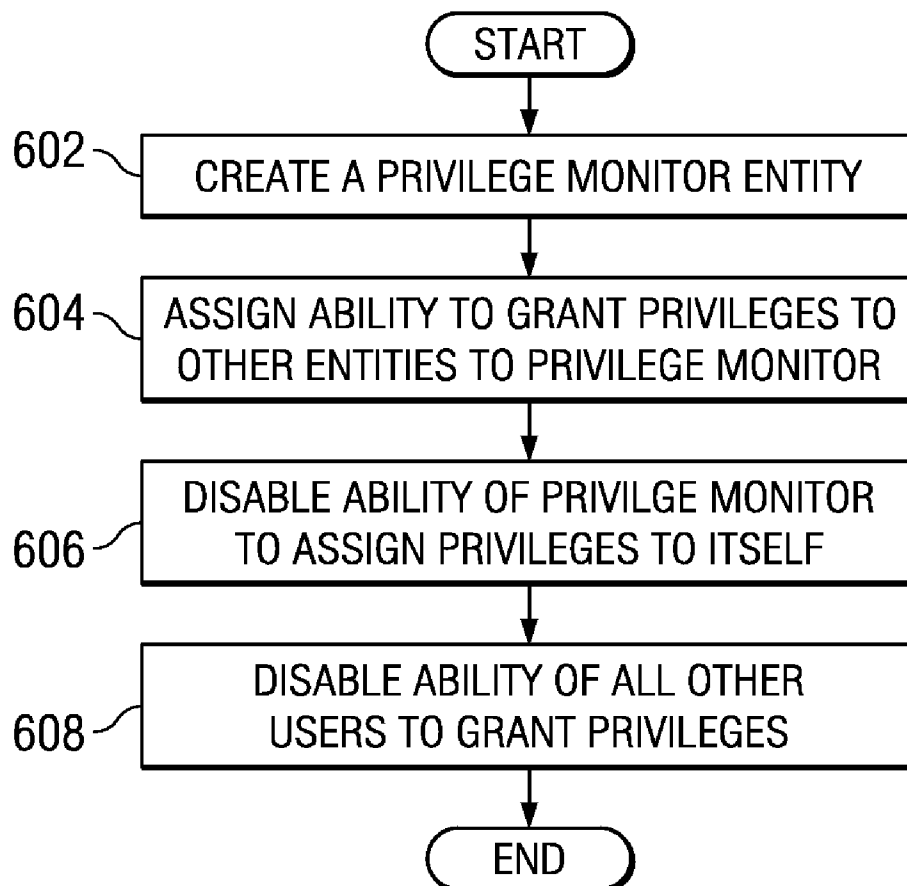 START
602
CREATE A PRIVILEGE MONITOR ENTITY
604
ASSIGN ABILITY TO GRANT PRIVILEGES TO
OTHER ENTITIES TO PRIVILEGE MONITOR
606
DISABLE ABILITY OF PRIVILGE MONITOR
TO ASSIGN PRIVILEGES TO ITSELF
608
DISABLE ABILITY OF ALL OTHER
USERS TO GRANT PRIVILEGES
END